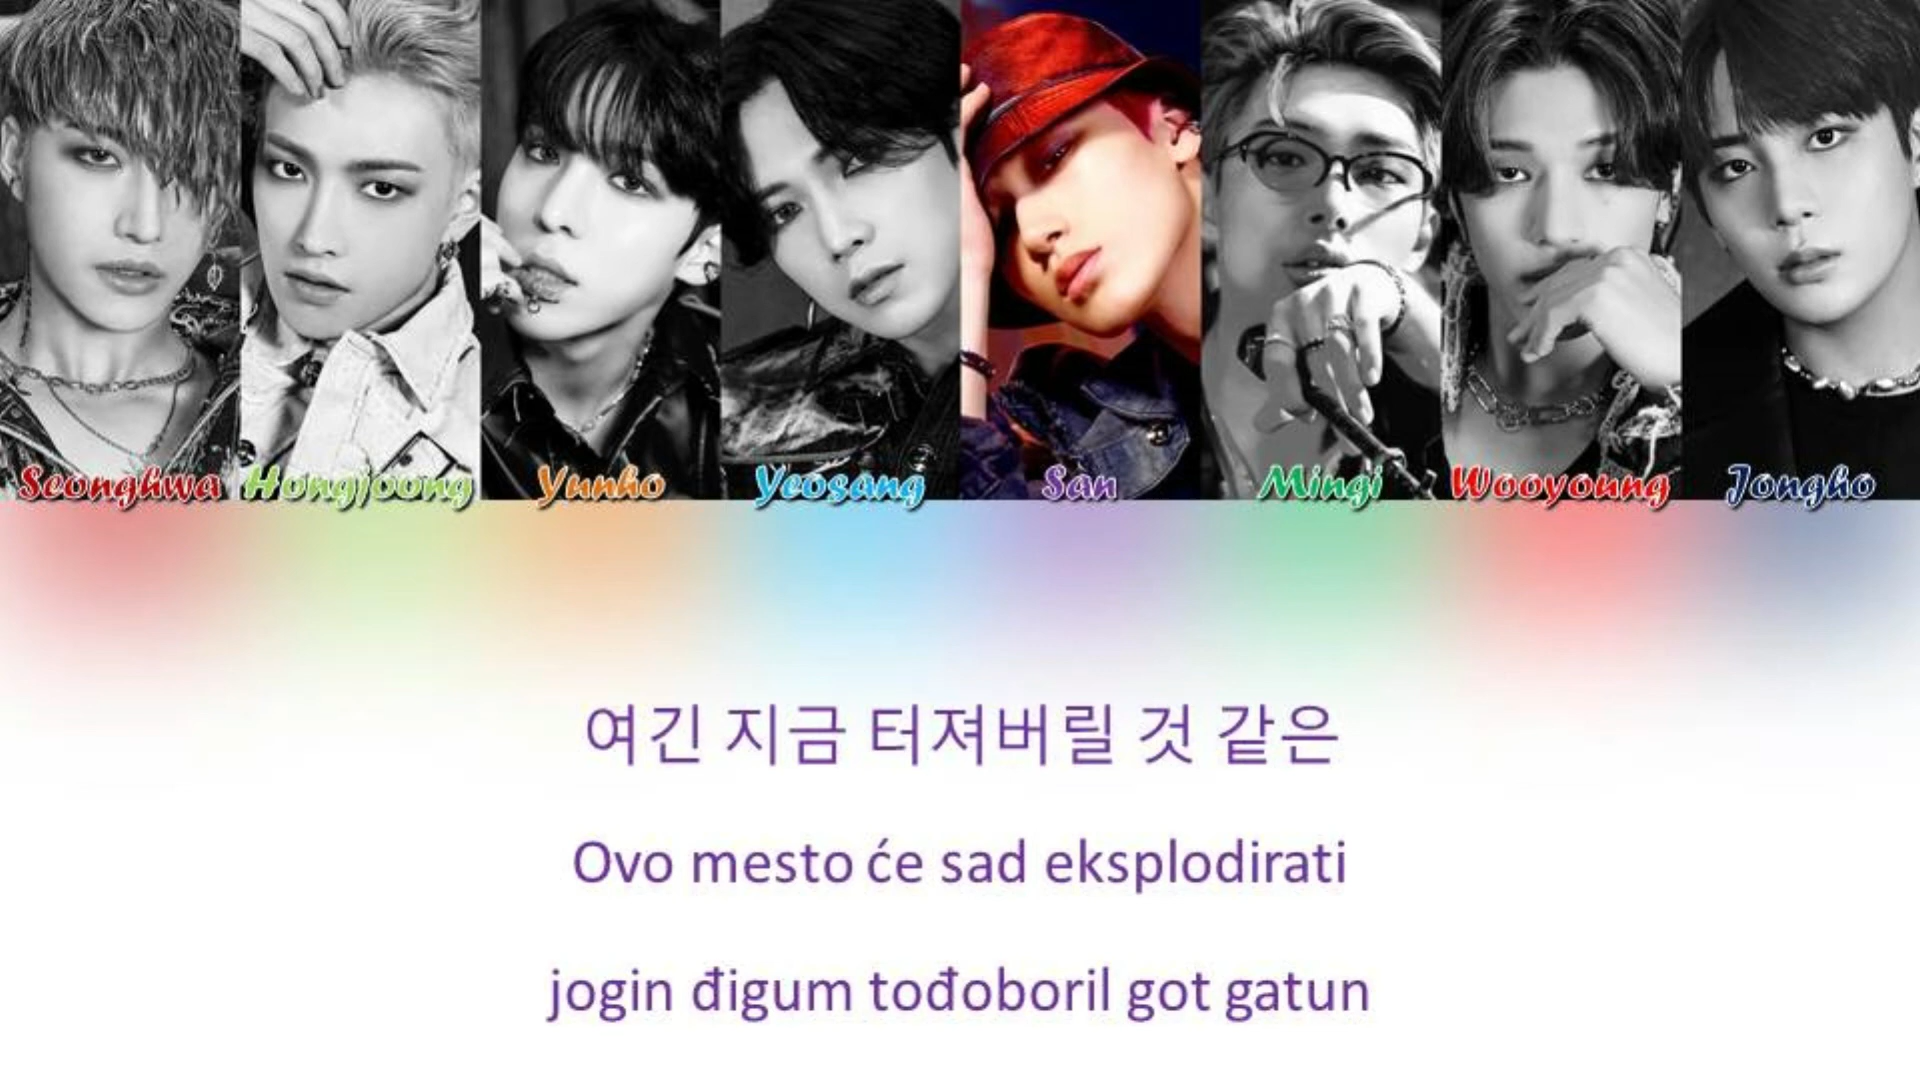 Seonghwa Hongjoong Yunho Yeosang San Mingi Wooyoung Jongho
여긴 지금 터져버릴 것 같은
Ovo mesto će sad eksplodirati
jogin đigum tođoboril got gatun